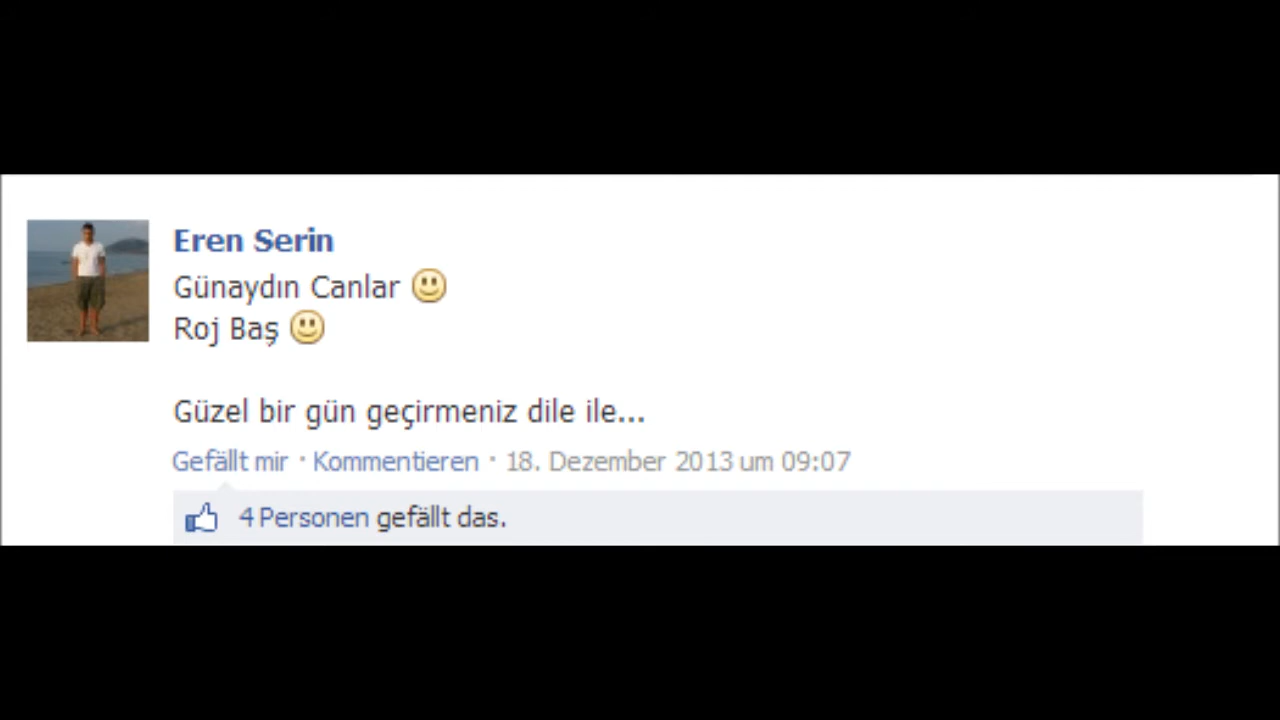 Eren Serin
Günaydın Canlar
Roj Baş
Güzel bir gün geçirmeniz dile ile...
Gefällt mir · Kommentieren · 18. Dezember 2013 um 09:07
4 Personen gefällt das.